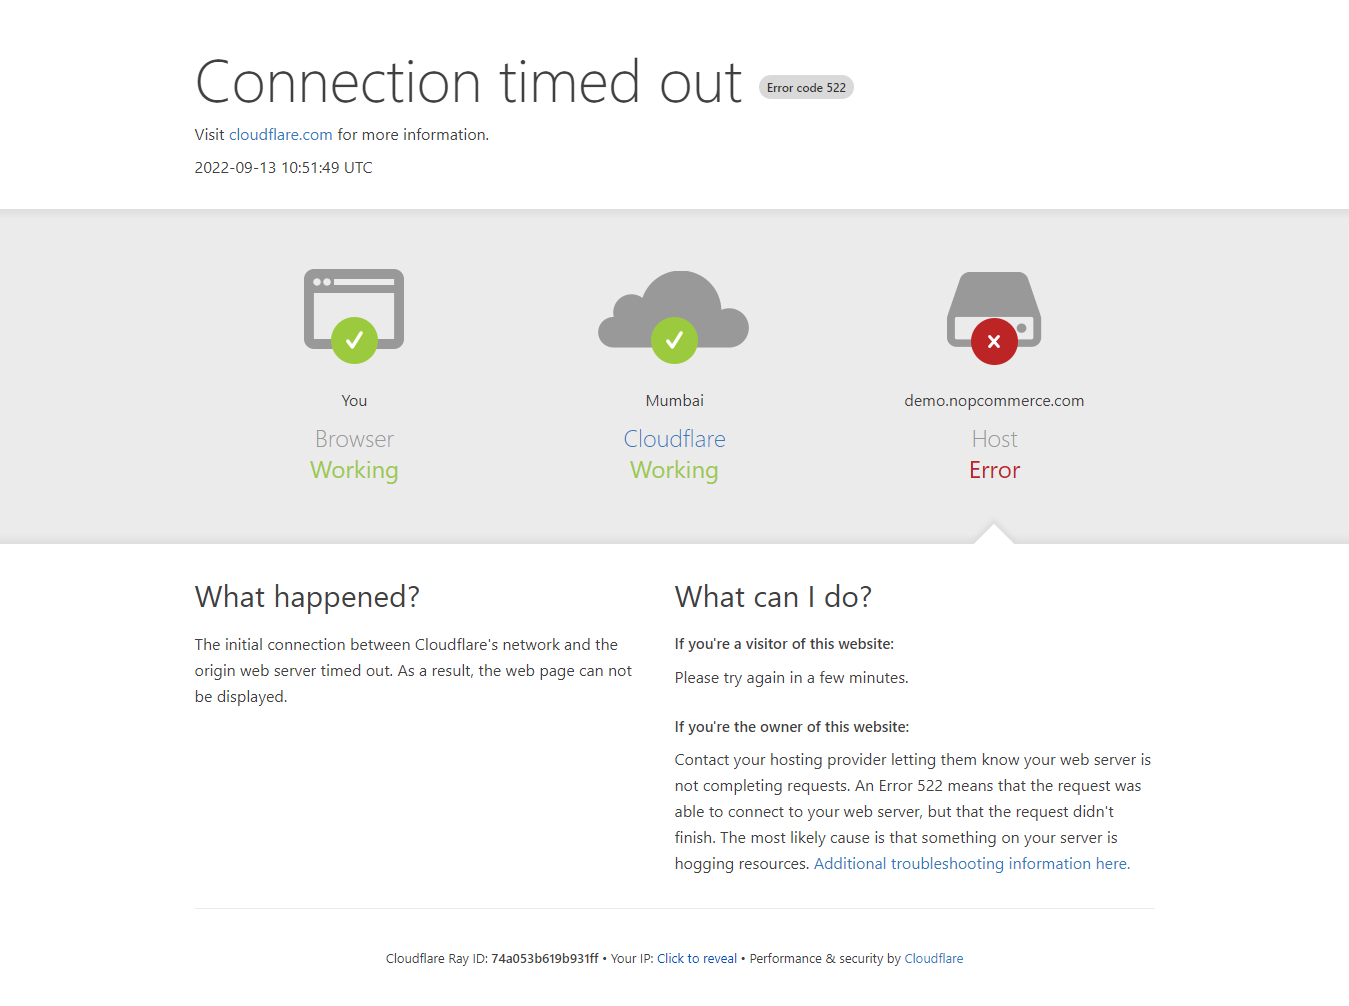 Connection timed out Error code 522
Visit cloudflare.com for more information.
2022-09-13 10:51:49 UTC
You
Browser
Working
Mumbai
Cloudflare
Working
demo.nopcommerce.com
Host
Error
What happened?
The initial connection between Cloudflare's network and the
origin web server timed out. As a result, the web page can not
be displayed.
What can I do?
If you're a visitor of this website:
Please try again in a few minutes.
If you're the owner of this website:
Contact your hosting provider letting them know your web server is
not completing requests. An Error 522 means that the request was
able to connect to your web server, but that the request didn't
finish. The most likely cause is that something on your server is
hogging resources. Additional troubleshooting information here.
Cloudflare Ray ID: 74a053b619b931ff • Your IP: Click to reveal • Performance & security by Cloudflare